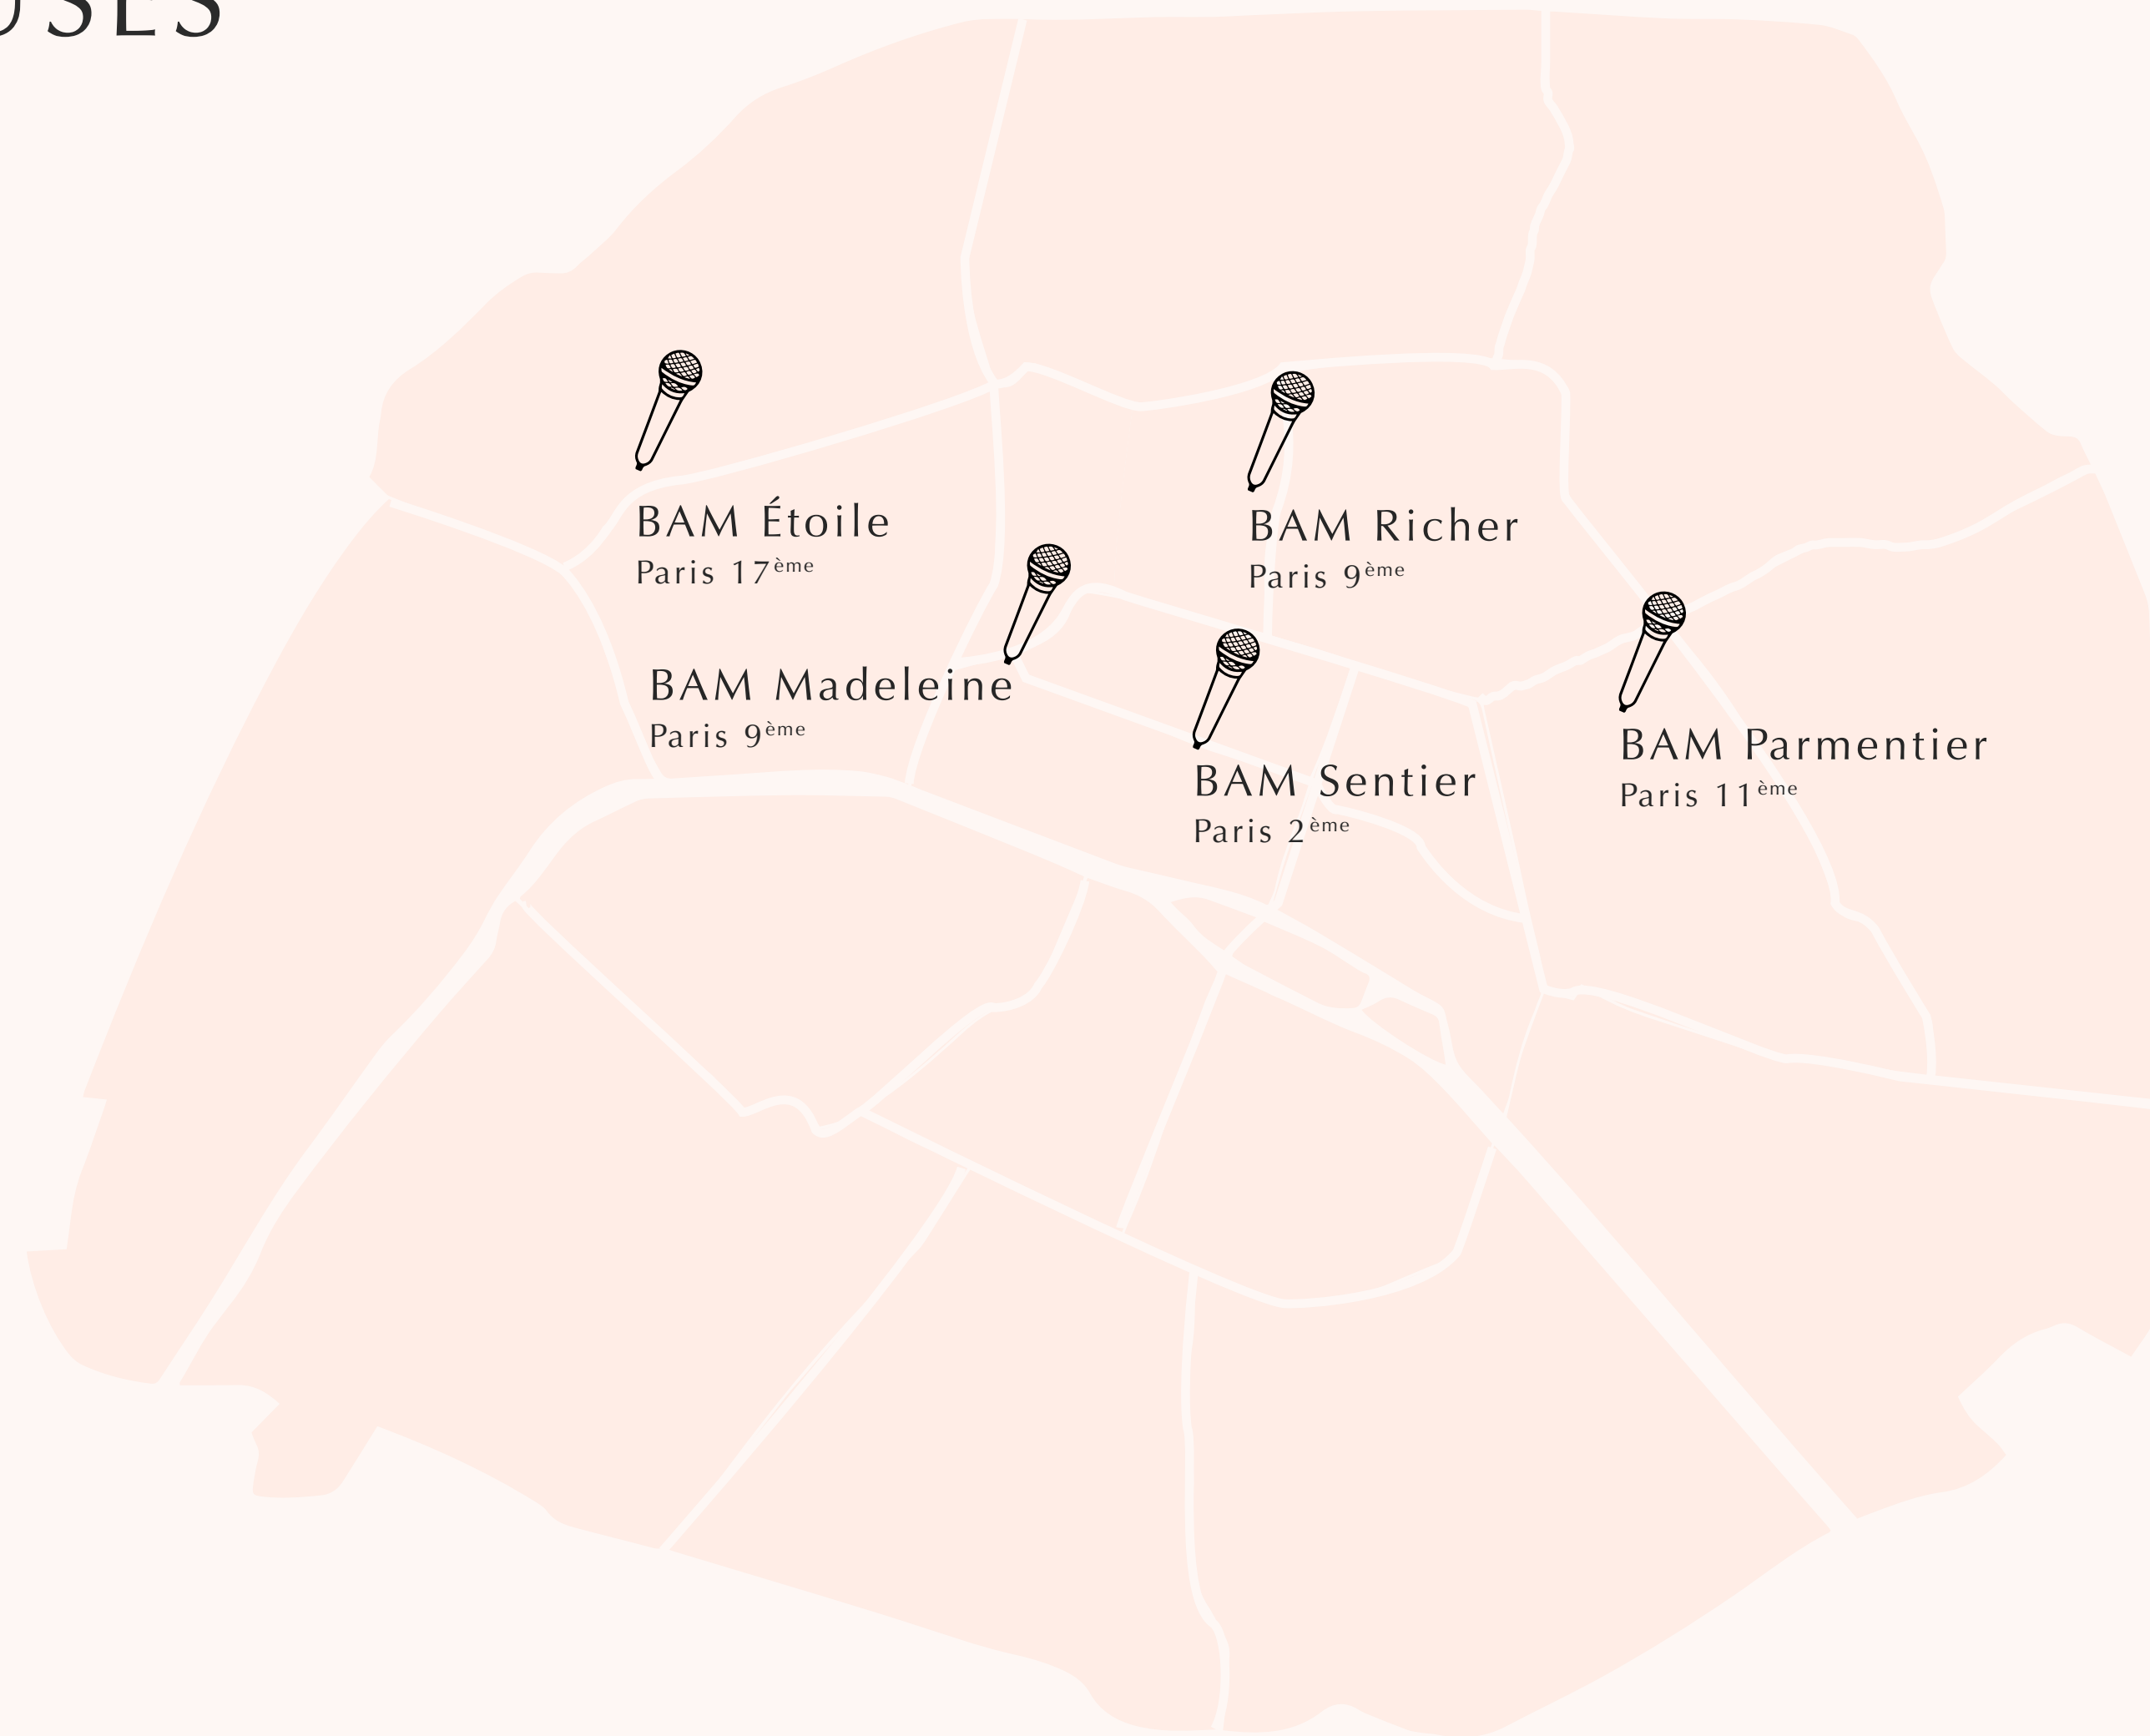 BAM Étoile
Paris 17ème
BAM Richer
Paris 9ème
BAM Madeleine
Paris 9ème
BAM Sentier
Paris 2ème
BAM Parmentier
Paris 11ème